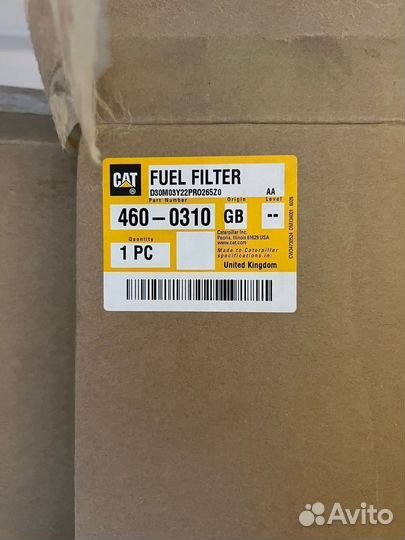 CAT FUEL FILTER
D30M03Y22PRO265Z0 AA
Part Number Origin Level
460-0310 GB --
Quantity
1 PC
Caterpillar Inc.
Peoria, Illinois 61629 USA
www.cat.com
Made to Caterpillar
specifications in:
United Kingdom
Avito